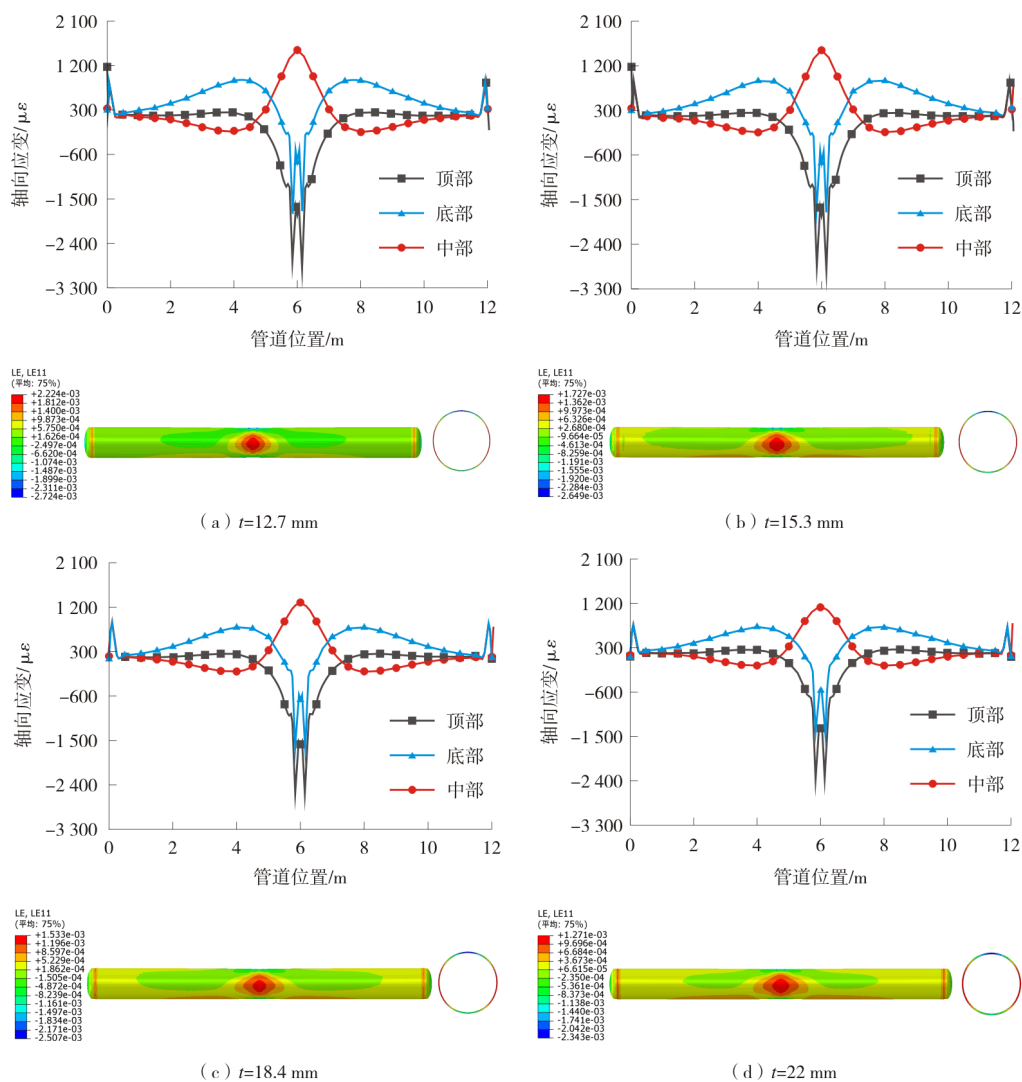 2 100
1 200
300
−600
−1 500
−2 400
−3 300
轴向应变/με
顶部
底部
中部
0 2 4 6 8 10 12
管道位置/m
LE, LE11
(平均: 75%)
+2.224e-03
+1.812e-03
+1.400e-03
+9.873e-04
+5.750e-04
+1.626e-04
-2.497e-04
-6.620e-04
-1.074e-03
-1.487e-03
-1.899e-03
-2.311e-03
-2.724e-03
（a）t=12.7 mm
2 100
1 200
300
−600
−1 500
−2 400
−3 300
轴向应变/με
顶部
底部
中部
0 2 4 6 8 10 12
管道位置/m
LE, LE11
(平均: 75%)
+1.727e-03
+1.362e-03
+9.973e-04
+6.326e-04
+2.680e-04
-9.664e-05
-4.613e-04
-8.259e-04
-1.191e-03
-1.555e-03
-1.920e-03
-2.284e-03
-2.649e-03
（b）t=15.3 mm
2 100
1 200
300
−600
−1 500
−2 400
−3 300
轴向应变/με
顶部
底部
中部
0 2 4 6 8 10 12
管道位置/m
LE, LE11
(平均: 75%)
+1.533e-03
+1.196e-03
+8.597e-04
+5.229e-04
+1.862e-04
-1.505e-04
-4.872e-04
-8.239e-04
-1.161e-03
-1.497e-03
-1.834e-03
-2.171e-03
-2.507e-03
（c）t=18.4 mm
2 100
1 200
300
−600
−1 500
−2 400
−3 300
轴向应变/με
顶部
底部
中部
0 2 4 6 8 10 12
管道位置/m
LE, LE11
(平均: 75%)
+1.271e-03
+9.696e-04
+6.684e-04
+3.673e-04
+6.615e-05
-2.350e-04
-5.361e-04
-8.373e-04
-1.138e-03
-1.440e-03
-1.741e-03
-2.042e-03
-2.343e-03
（d）t=22 mm